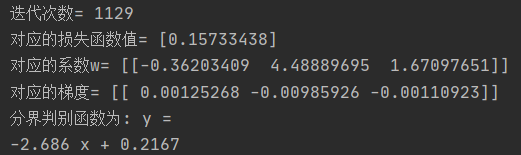 迭代次数= 1129
对应的损失函数值= [0.15733438]
对应的系数w= [[-0.36203409  4.48889695  1.67097651]]
对应的梯度= [[ 0.00125268 -0.00985926 -0.00110923]]
分界判别函数为: y =
-2.686 x + 0.2167